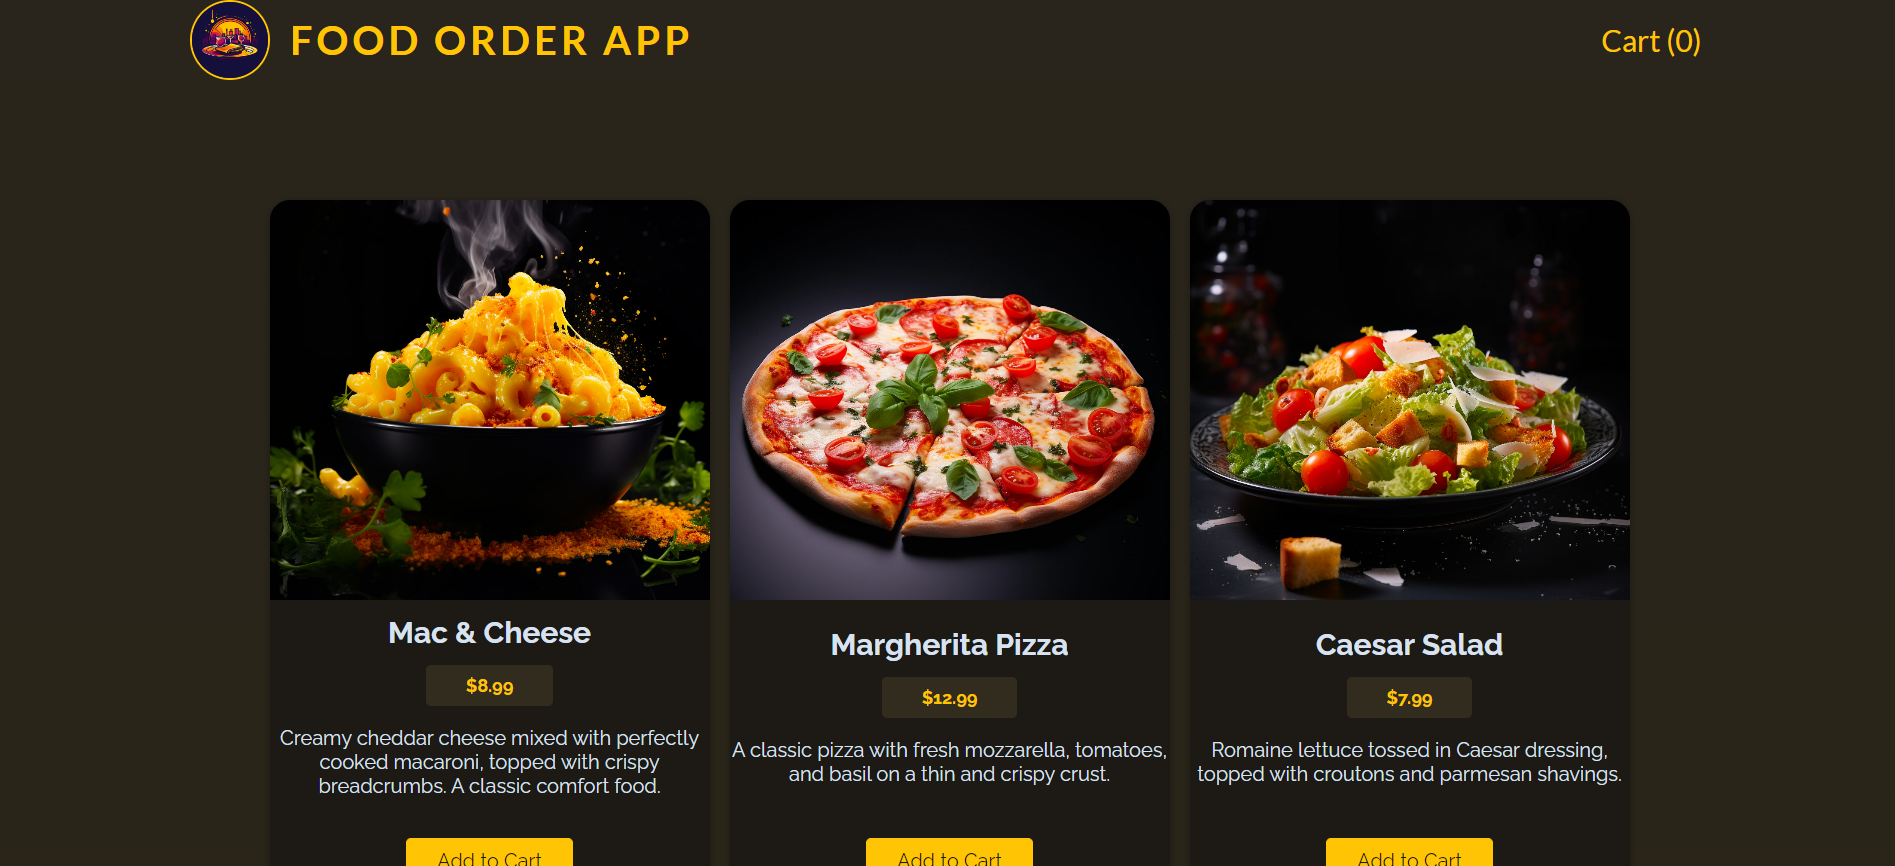 FOOD ORDER APP
Cart (0)
Mac & Cheese
$8.99
Creamy cheddar cheese mixed with perfectly
cooked macaroni, topped with crispy
breadcrumbs. A classic comfort food.
Add to Cart
Margherita Pizza
$12.99
A classic pizza with fresh mozzarella, tomatoes,
and basil on a thin and crispy crust.
Add to Cart
Caesar Salad
$7.99
Romaine lettuce tossed in Caesar dressing,
topped with croutons and parmesan shavings.
Add to Cart